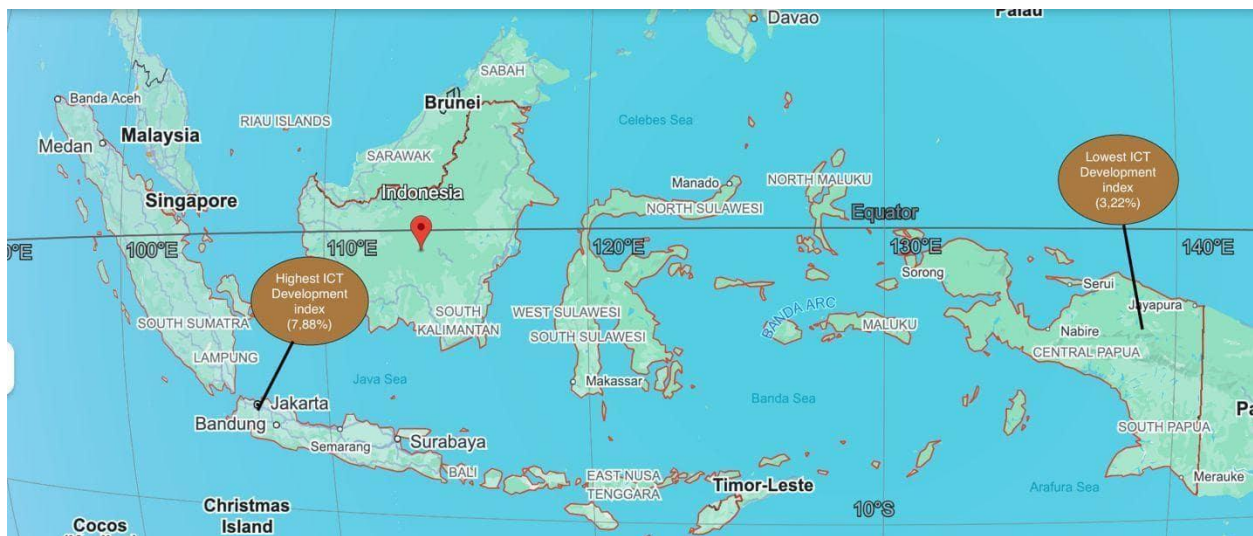 Palau
Davao
SABAH
Banda Aceh
Brunei
Celebes Sea
Malaysia
RIAU ISLANDS
Medan
SARAWAK
Lowest ICT
Development
index
(3,22%)
Indonesia
Manado
NORTH MALUKU
Singapore
NORTH SULAWESI
Equator
0°E
100°E
110°E
120°E
130°E
140°E
Highest ICT
Development
index
(7,88%)
Sorong
Serui
Jayapura
SOUTH SUMATRA
SOUTH
KALIMANTAN
WEST SULAWESI
SOUTH SULAWESI
BANDA ARC
MALUKU
Nabire
CENTRAL PAPUA
LAMPUNG
Java Sea
Makassar
Banda Sea
Jakarta
Pa
Bandung
Semarang
Surabaya
SOUTH PAPUA
BALI
EAST NUSA
TENGGARA
Timor-Leste
Arafura Sea
Merauke
Christmas
Island
10°S
Cocos